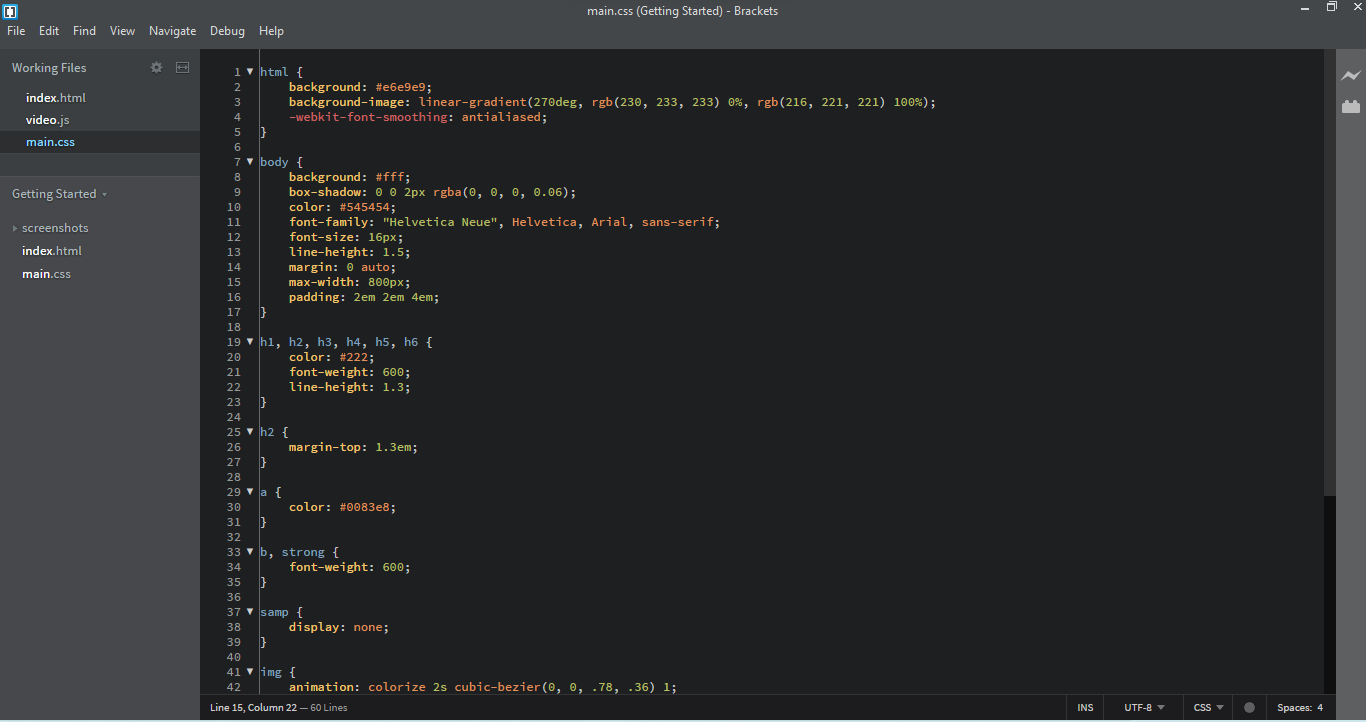 main.css (Getting Started) - Brackets
File Edit Find View Navigate Debug Help
Working Files
index.html
video.js
main.css
Getting Started
screenshots
index.html
main.css
1 html {
2 background: #e6e9e9;
3 background-image: linear-gradient(270deg, rgb(230, 233, 233) 0%, rgb(216, 221, 221) 100%);
4 -webkit-font-smoothing: antialiased;
5 }
6
7 body {
8 background: #fff;
9 box-shadow: 0 0 2px rgba(0, 0, 0, 0.06);
10 color: #545454;
11 font-family: "Helvetica Neue", Helvetica, Arial, sans-serif;
12 font-size: 16px;
13 line-height: 1.5;
14 margin: 0 auto;
15 max-width: 800px;
16 padding: 2em 2em 4em;
17 }
18
19 h1, h2, h3, h4, h5, h6 {
20 color: #222;
21 font-weight: 600;
22 line-height: 1.3;
23 }
24
25 h2 {
26 margin-top: 1.3em;
27 }
28
29 a {
30 color: #0083e8;
31 }
32
33 b, strong {
34 font-weight: 600;
35 }
36
37 samp {
38 display: none;
39 }
40
41 img {
42 animation: colorize 2s cubic-bezier(0, 0, .78, .36) 1;
Line 15, Column 22 — 60 Lines
INS UTF-8 CSS Spaces: 4